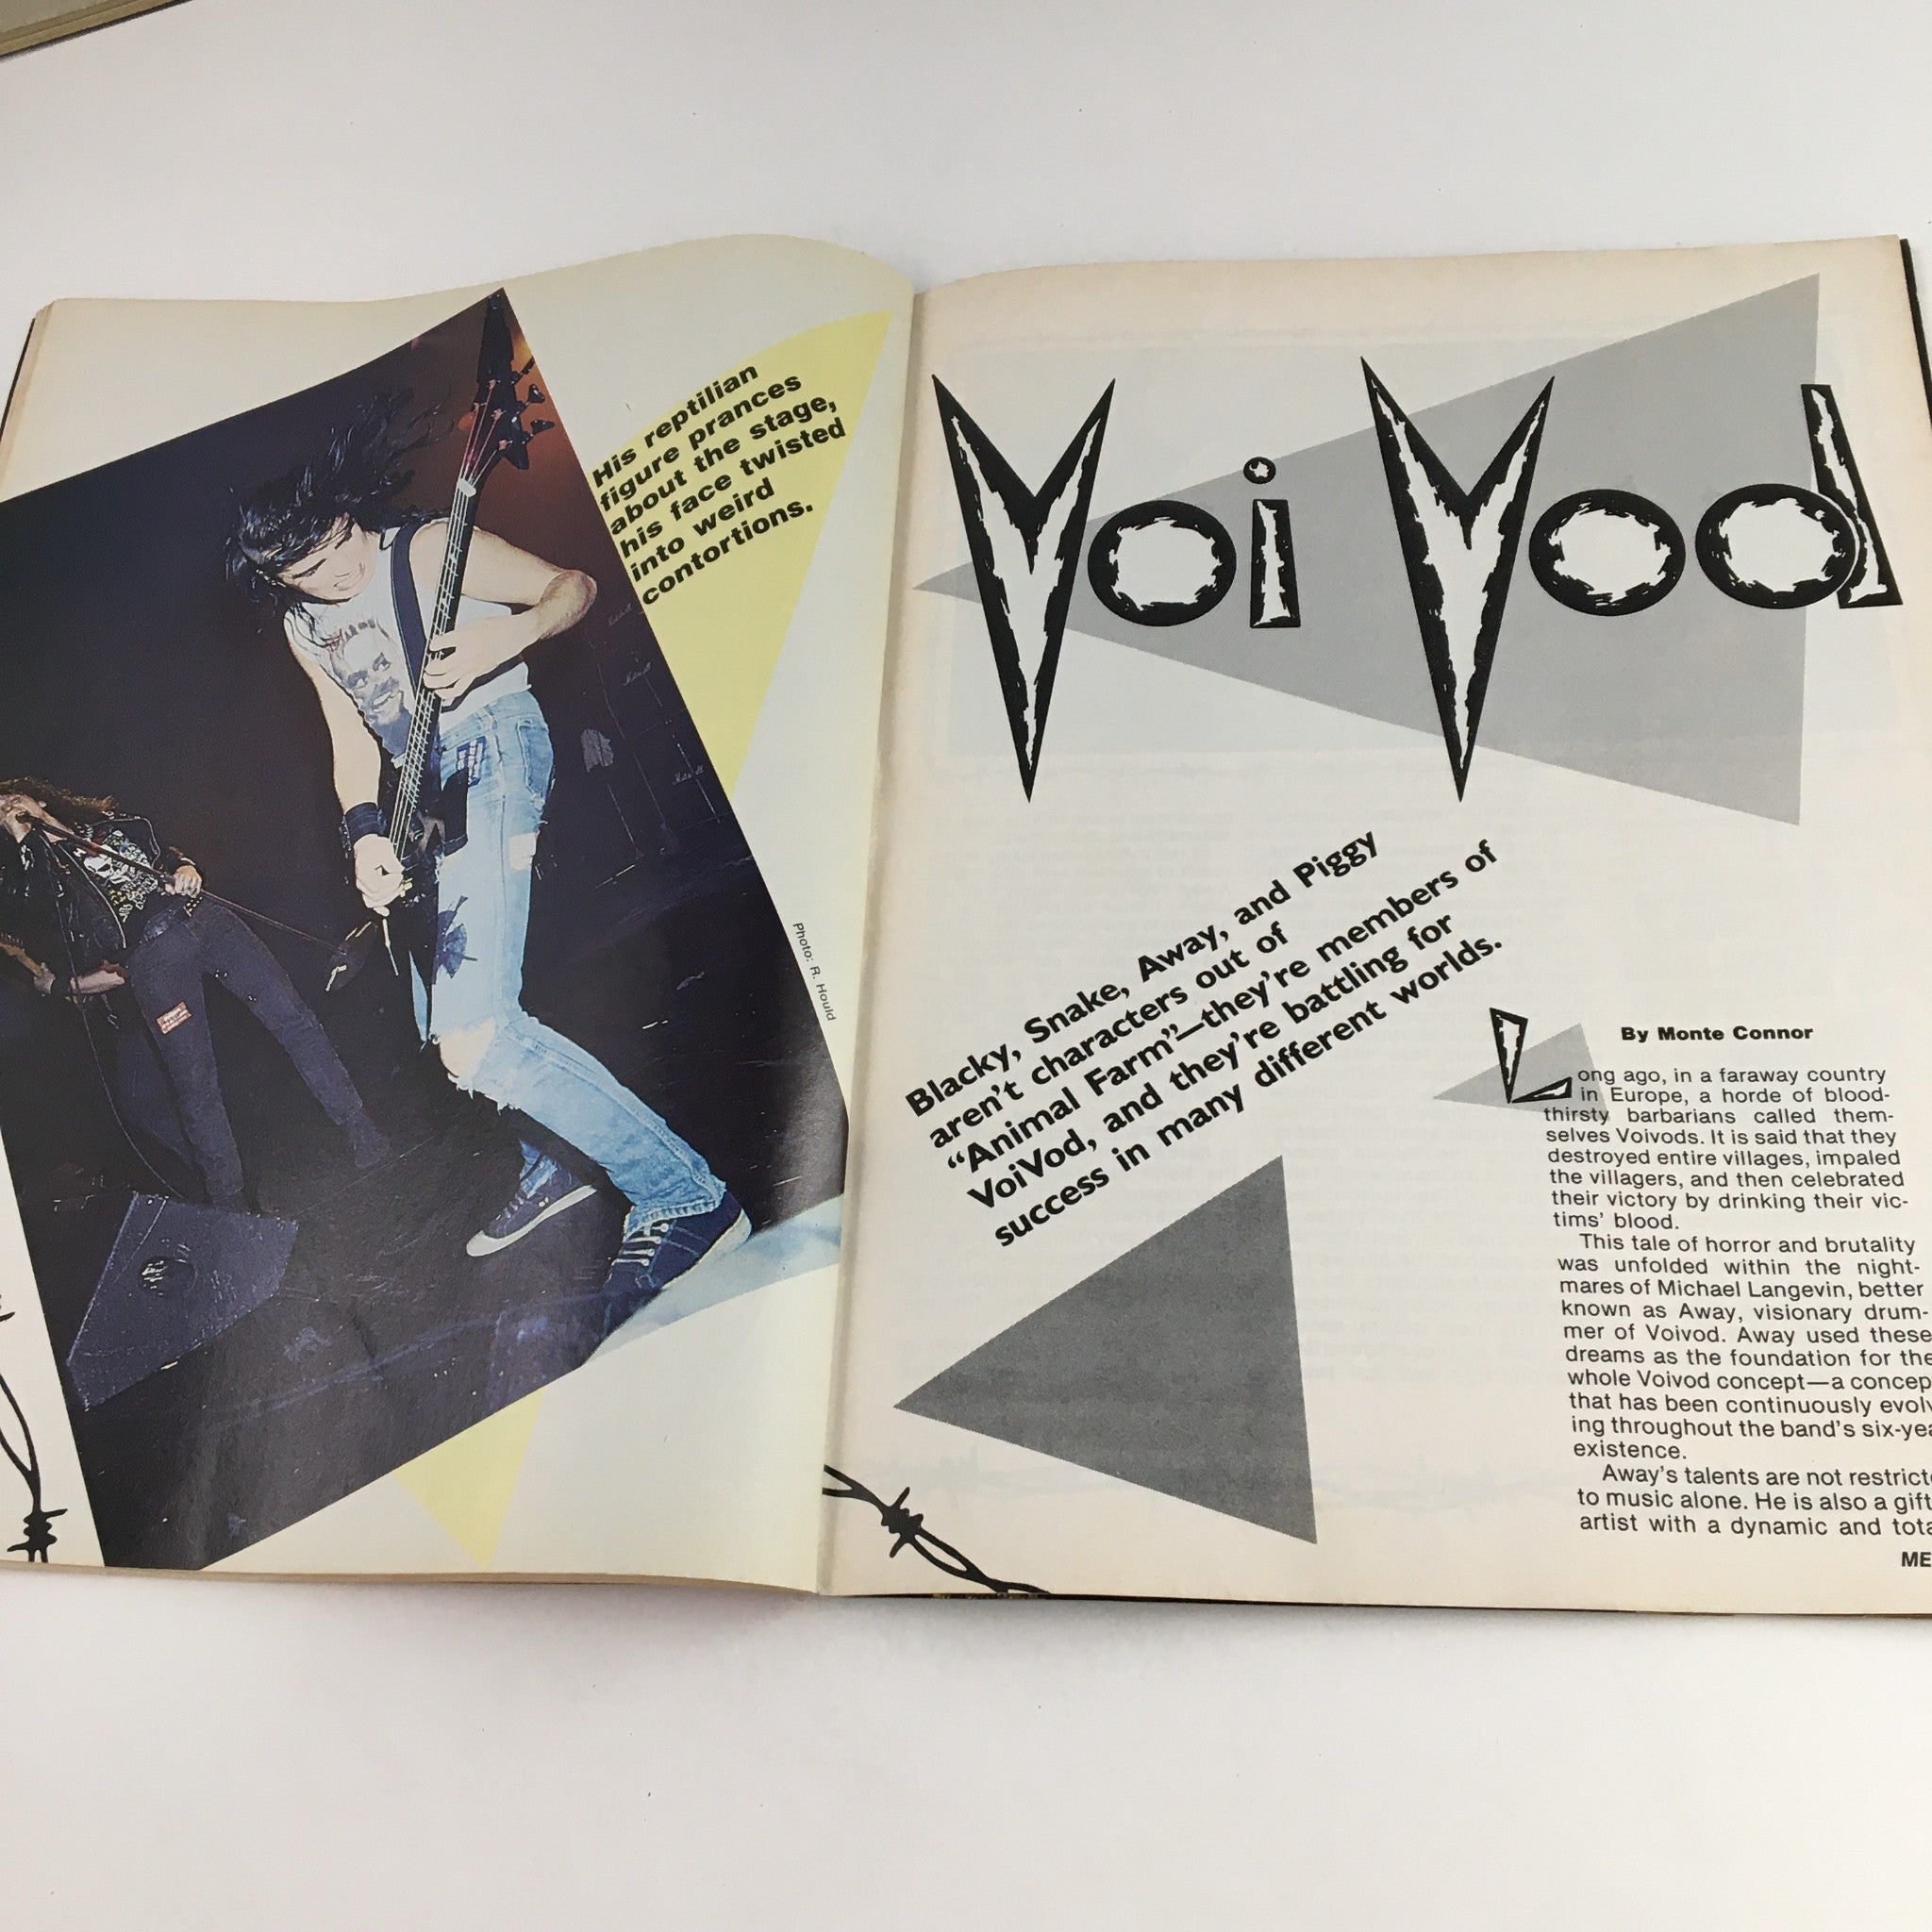 His reptilian
figure prances
about the stage,
his face twisted
into weird
contortions.
Photo: R. Hould
Voi Vod
Blacky, Snake, Away, and Piggy
aren't characters out of
“Animal Farm”—they're members of
VoiVod, and they're battling for
success in many different worlds.
By Monte Connor
Long ago, in a faraway country
in Europe, a horde of blood-
thirsty barbarians called them-
selves Voivods. It is said that they
destroyed entire villages, impaled
the villagers, and then celebrated
their victory by drinking their vic-
tims' blood.
This tale of horror and brutality
was unfolded within the night-
mares of Michael Langevin, better
known as Away, visionary drum-
mer of Voivod. Away used these
dreams as the foundation for the
whole Voivod concept—a concep
that has been continuously evolv
ing throughout the band's six-yea
existence.
Away's talents are not restricte
to music alone. He is also a gift
artist with a dynamic and tota
ME